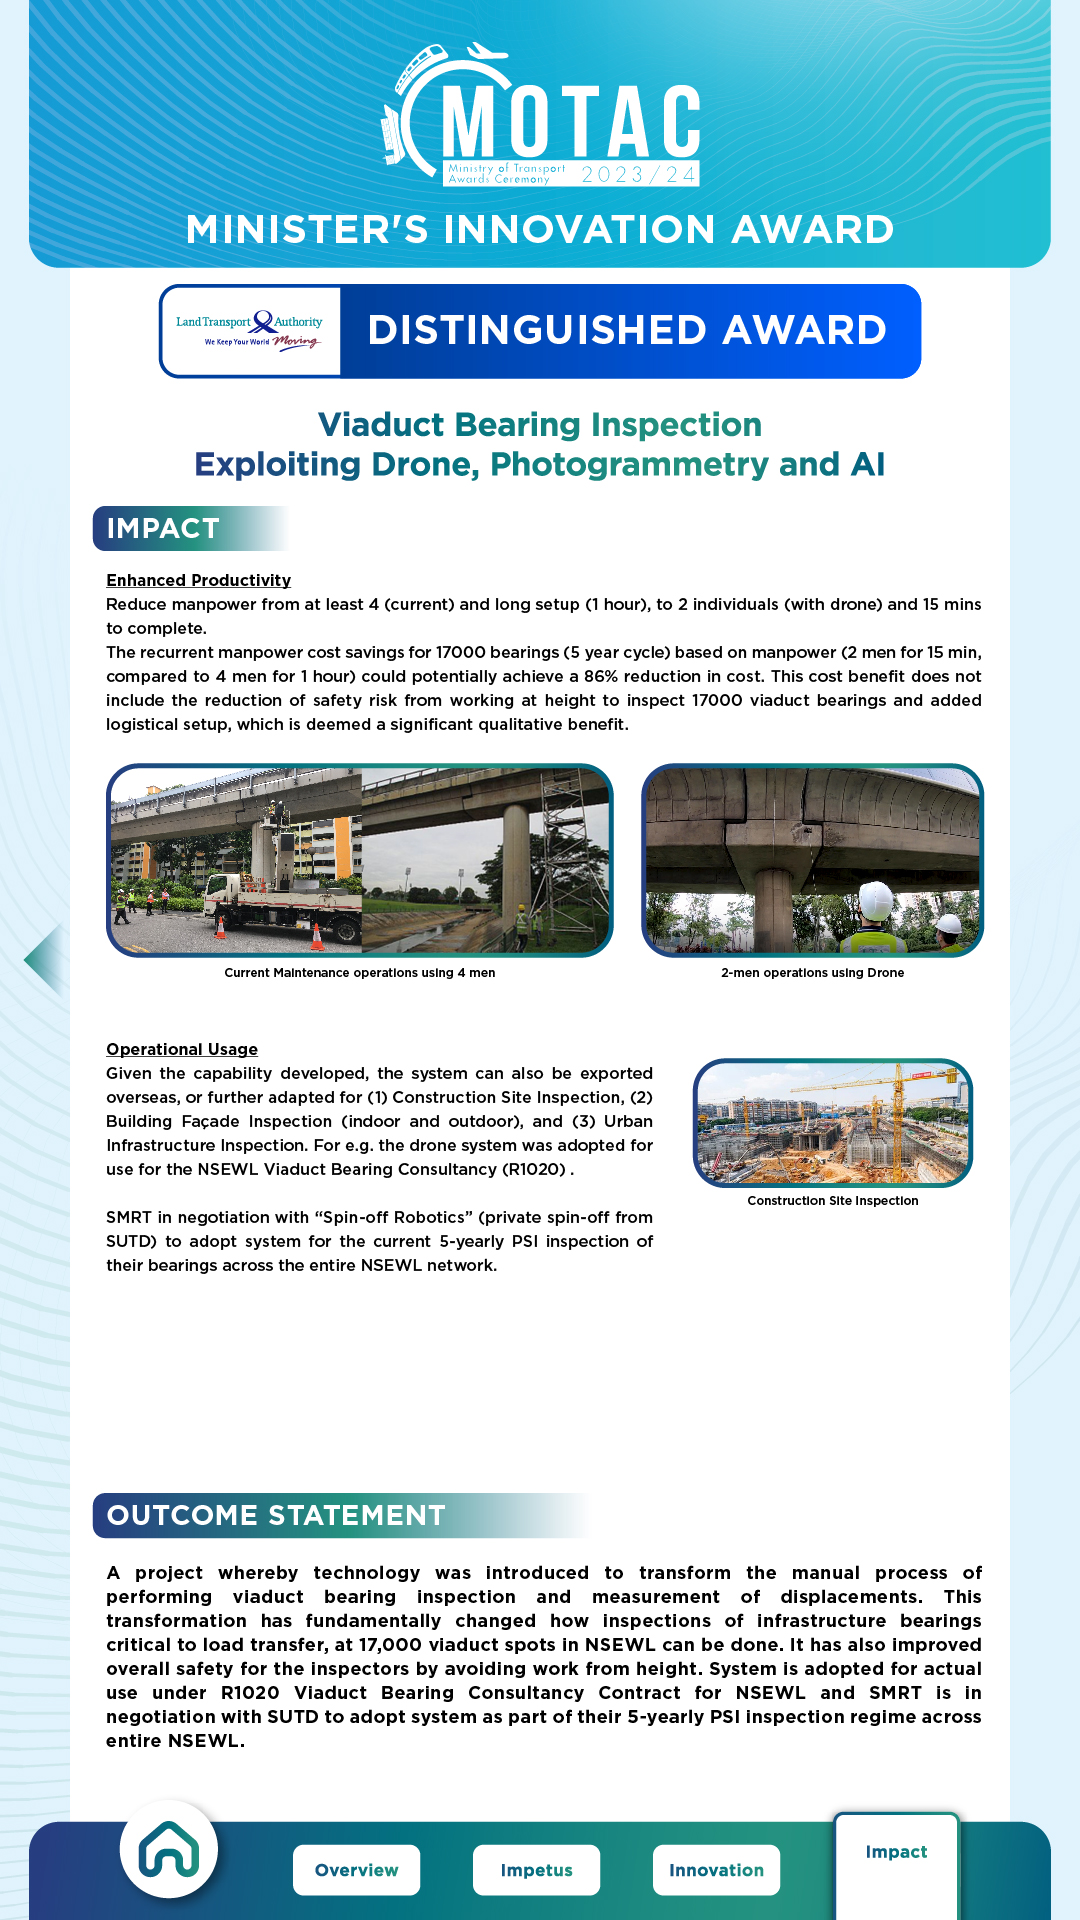 MOTAC
Ministry of Transport
Awards Ceremony 2023/24
MINISTER'S INNOVATION AWARD
Land Transport Authority
We Keep Your World Moving
DISTINGUISHED AWARD
Viaduct Bearing Inspection
Exploiting Drone, Photogrammetry and AI
IMPACT
Enhanced Productivity
Reduce manpower from at least 4 (current) and long setup (1 hour), to 2 individuals (with drone) and 15 mins
to complete.
The recurrent manpower cost savings for 17000 bearings (5 year cycle) based on manpower (2 men for 15 min,
compared to 4 men for 1 hour) could potentially achieve a 86% reduction in cost. This cost benefit does not
include the reduction of safety risk from working at height to inspect 17000 viaduct bearings and added
logistical setup, which is deemed a significant qualitative benefit.
Current Maintenance operations using 4 men
2-men operations using Drone
Operational Usage
Given the capability developed, the system can also be exported
overseas, or further adapted for (1) Construction Site Inspection, (2)
Building Façade Inspection (indoor and outdoor), and (3) Urban
Infrastructure Inspection. For e.g. the drone system was adopted for
use for the NSEWL Viaduct Bearing Consultancy (R1020) .
Construction Site Inspection
SMRT in negotiation with “Spin-off Robotics” (private spin-off from
SUTD) to adopt system for the current 5-yearly PSI inspection of
their bearings across the entire NSEWL network.
OUTCOME STATEMENT
A project whereby technology was introduced to transform the manual process of
performing viaduct bearing inspection and measurement of displacements. This
transformation has fundamentally changed how inspections of infrastructure bearings
critical to load transfer, at 17,000 viaduct spots in NSEWL can be done. It has also improved
overall safety for the inspectors by avoiding work from height. System is adopted for actual
use under R1020 Viaduct Bearing Consultancy Contract for NSEWL and SMRT is in
negotiation with SUTD to adopt system as part of their 5-yearly PSI inspection regime across
entire NSEWL.
Overview
Impetus
Innovation
Impact